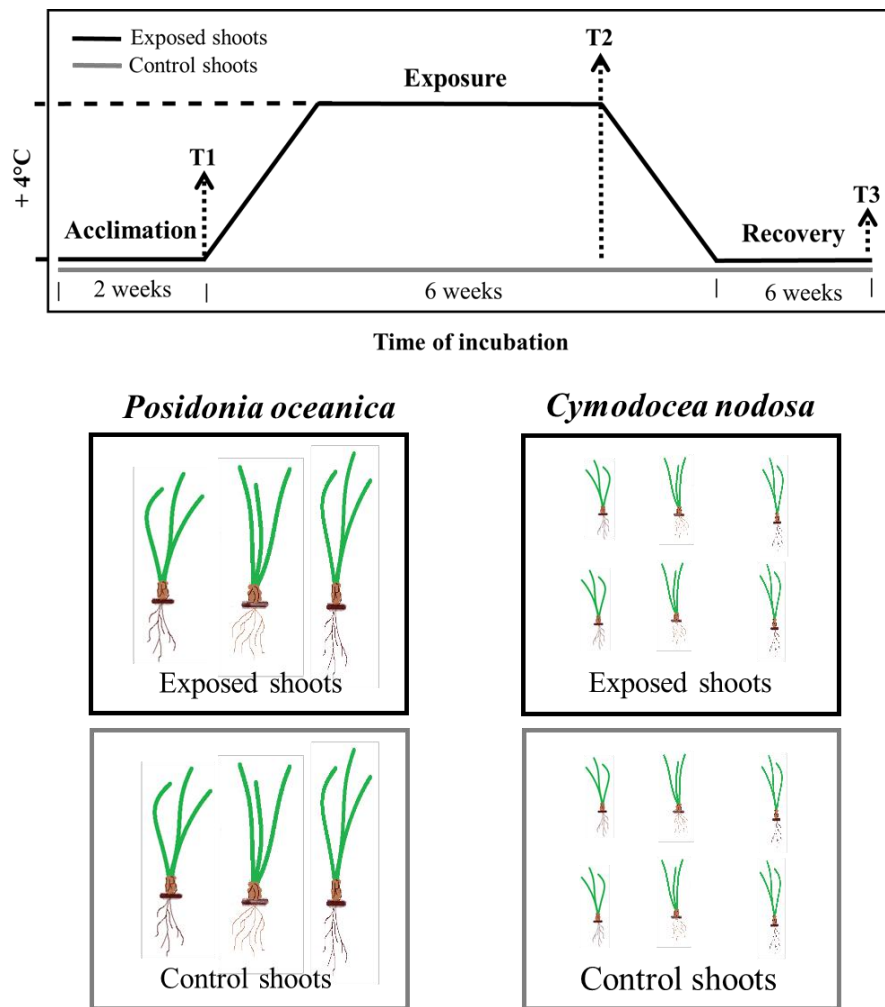 Exposed shoots
Control shoots
T2
Exposure
T1
T3
+ 4°C
Acclimation
Recovery
| 2 weeks | 6 weeks | 6 weeks |
Time of incubation
Posidonia oceanica
Cymodocea nodosa
Exposed shoots
Exposed shoots
Control shoots
Control shoots